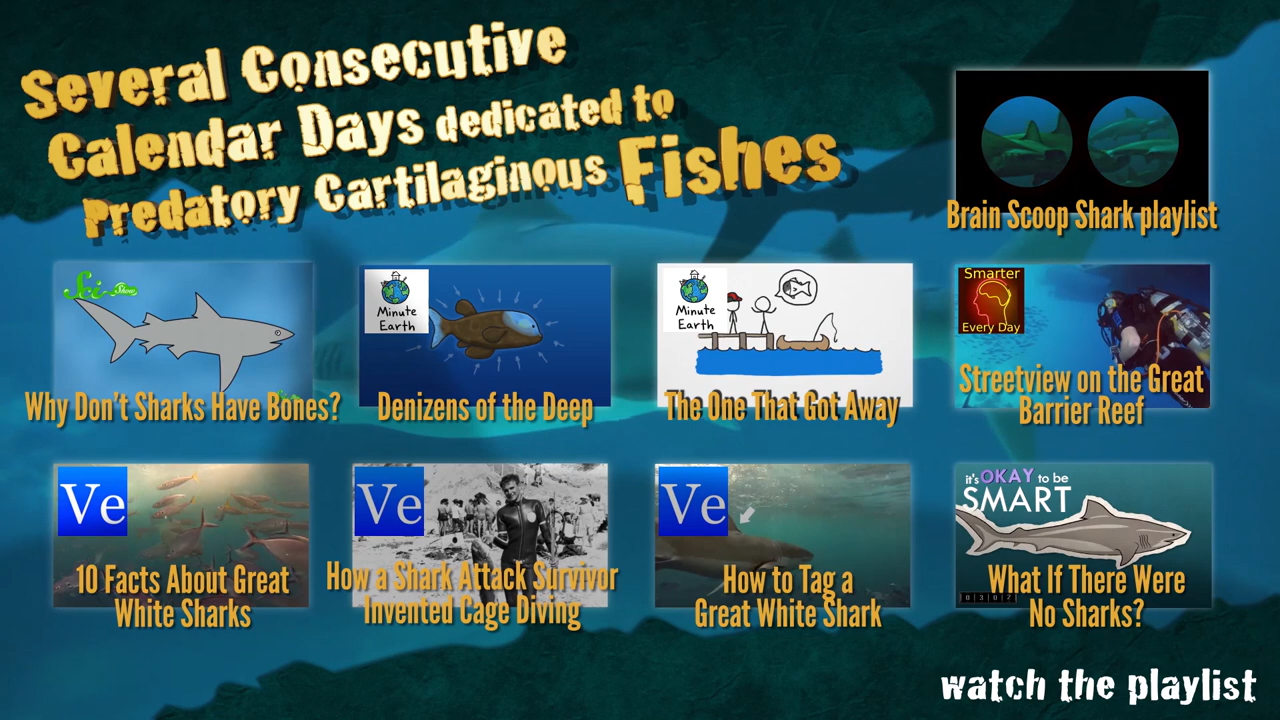 Several Consecutive
Calendar Days dedicated to
Predatory Cartilaginous Fishes
Brain Scoop Shark playlist
Sci Show
Why Don't Sharks Have Bones?
Minute
Earth
Denizens of the Deep
Minute
Earth
The One That Got Away
Smarter
Every Day
Streetview on the Great
Barrier Reef
Ve
10 Facts About Great
White Sharks
Ve
How a Shark Attack Survivor
Invented Cage Diving
Ve
How to Tag a
Great White Shark
it's OKAY to be
SMART
What If There Were
No Sharks?
watch the playlist